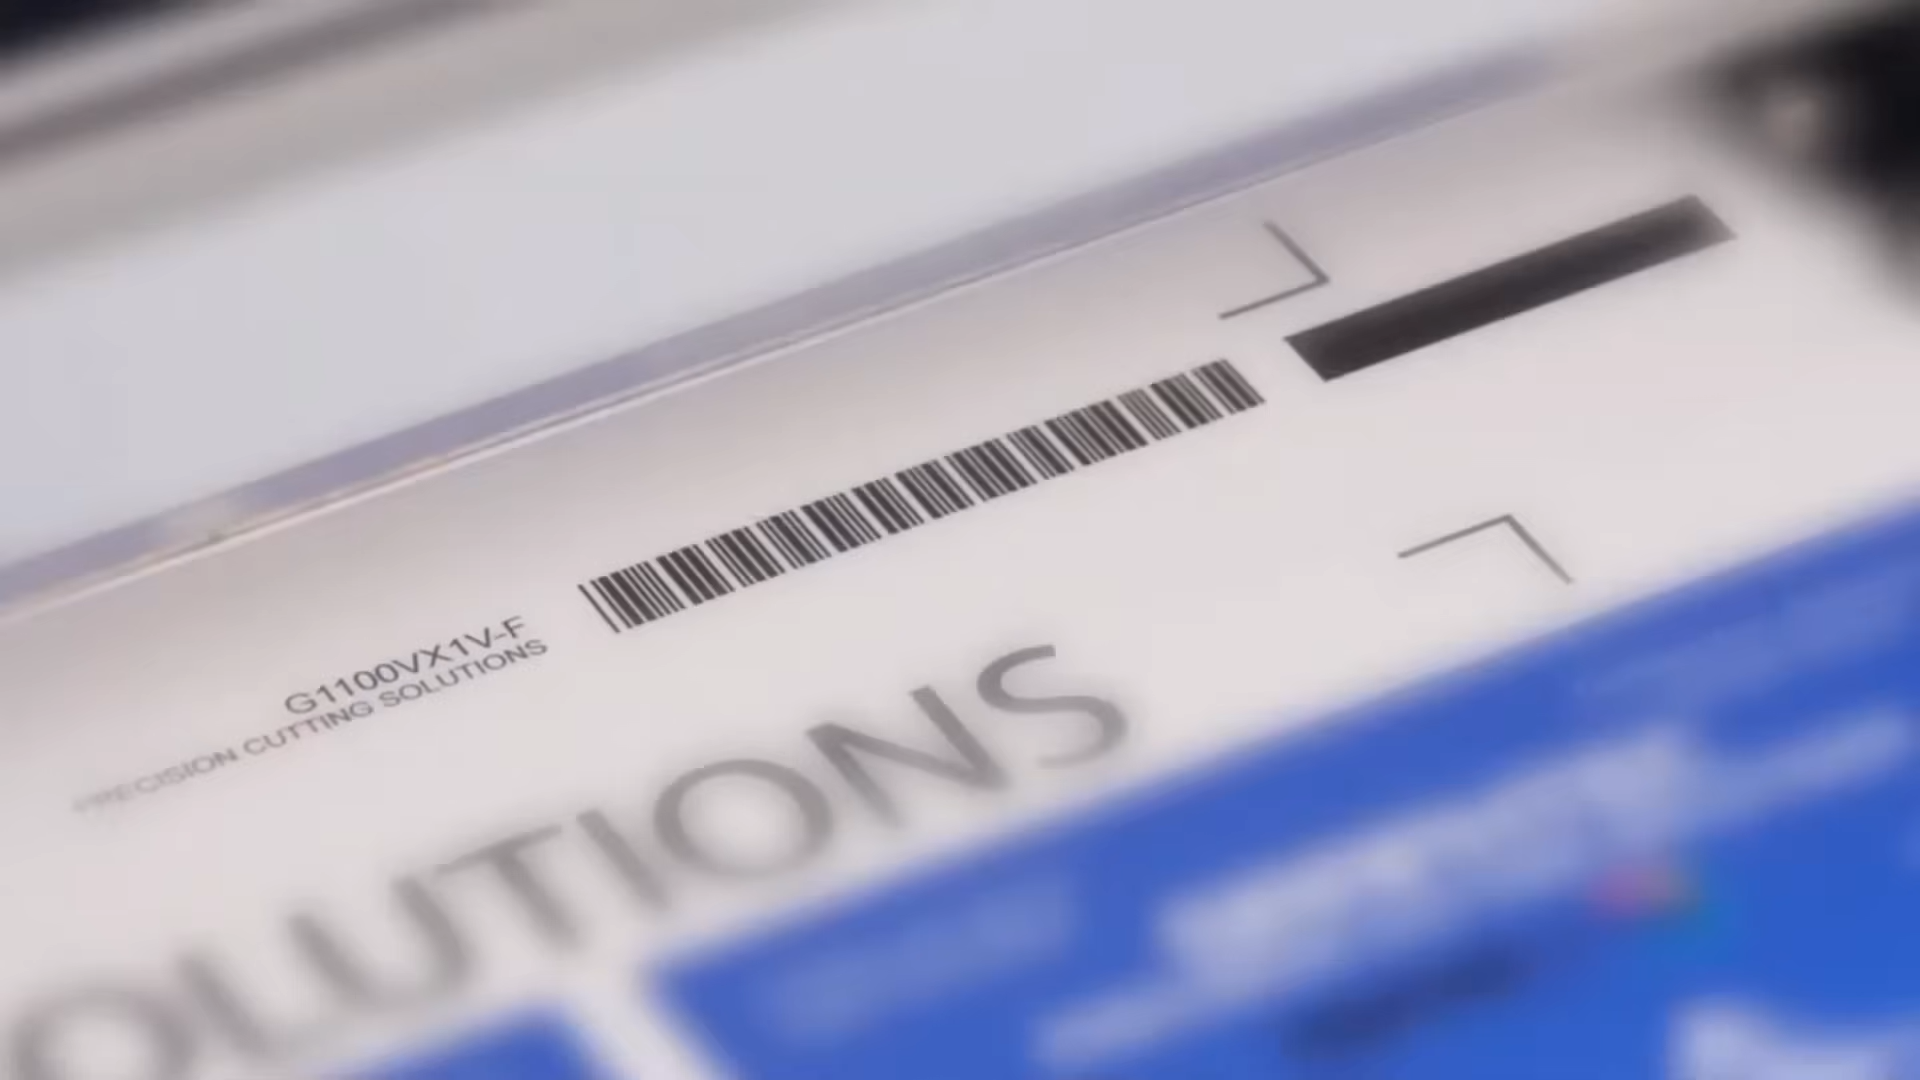 G1100VX1V-F
PRECISION CUTTING SOLUTIONS
OLUTIONS